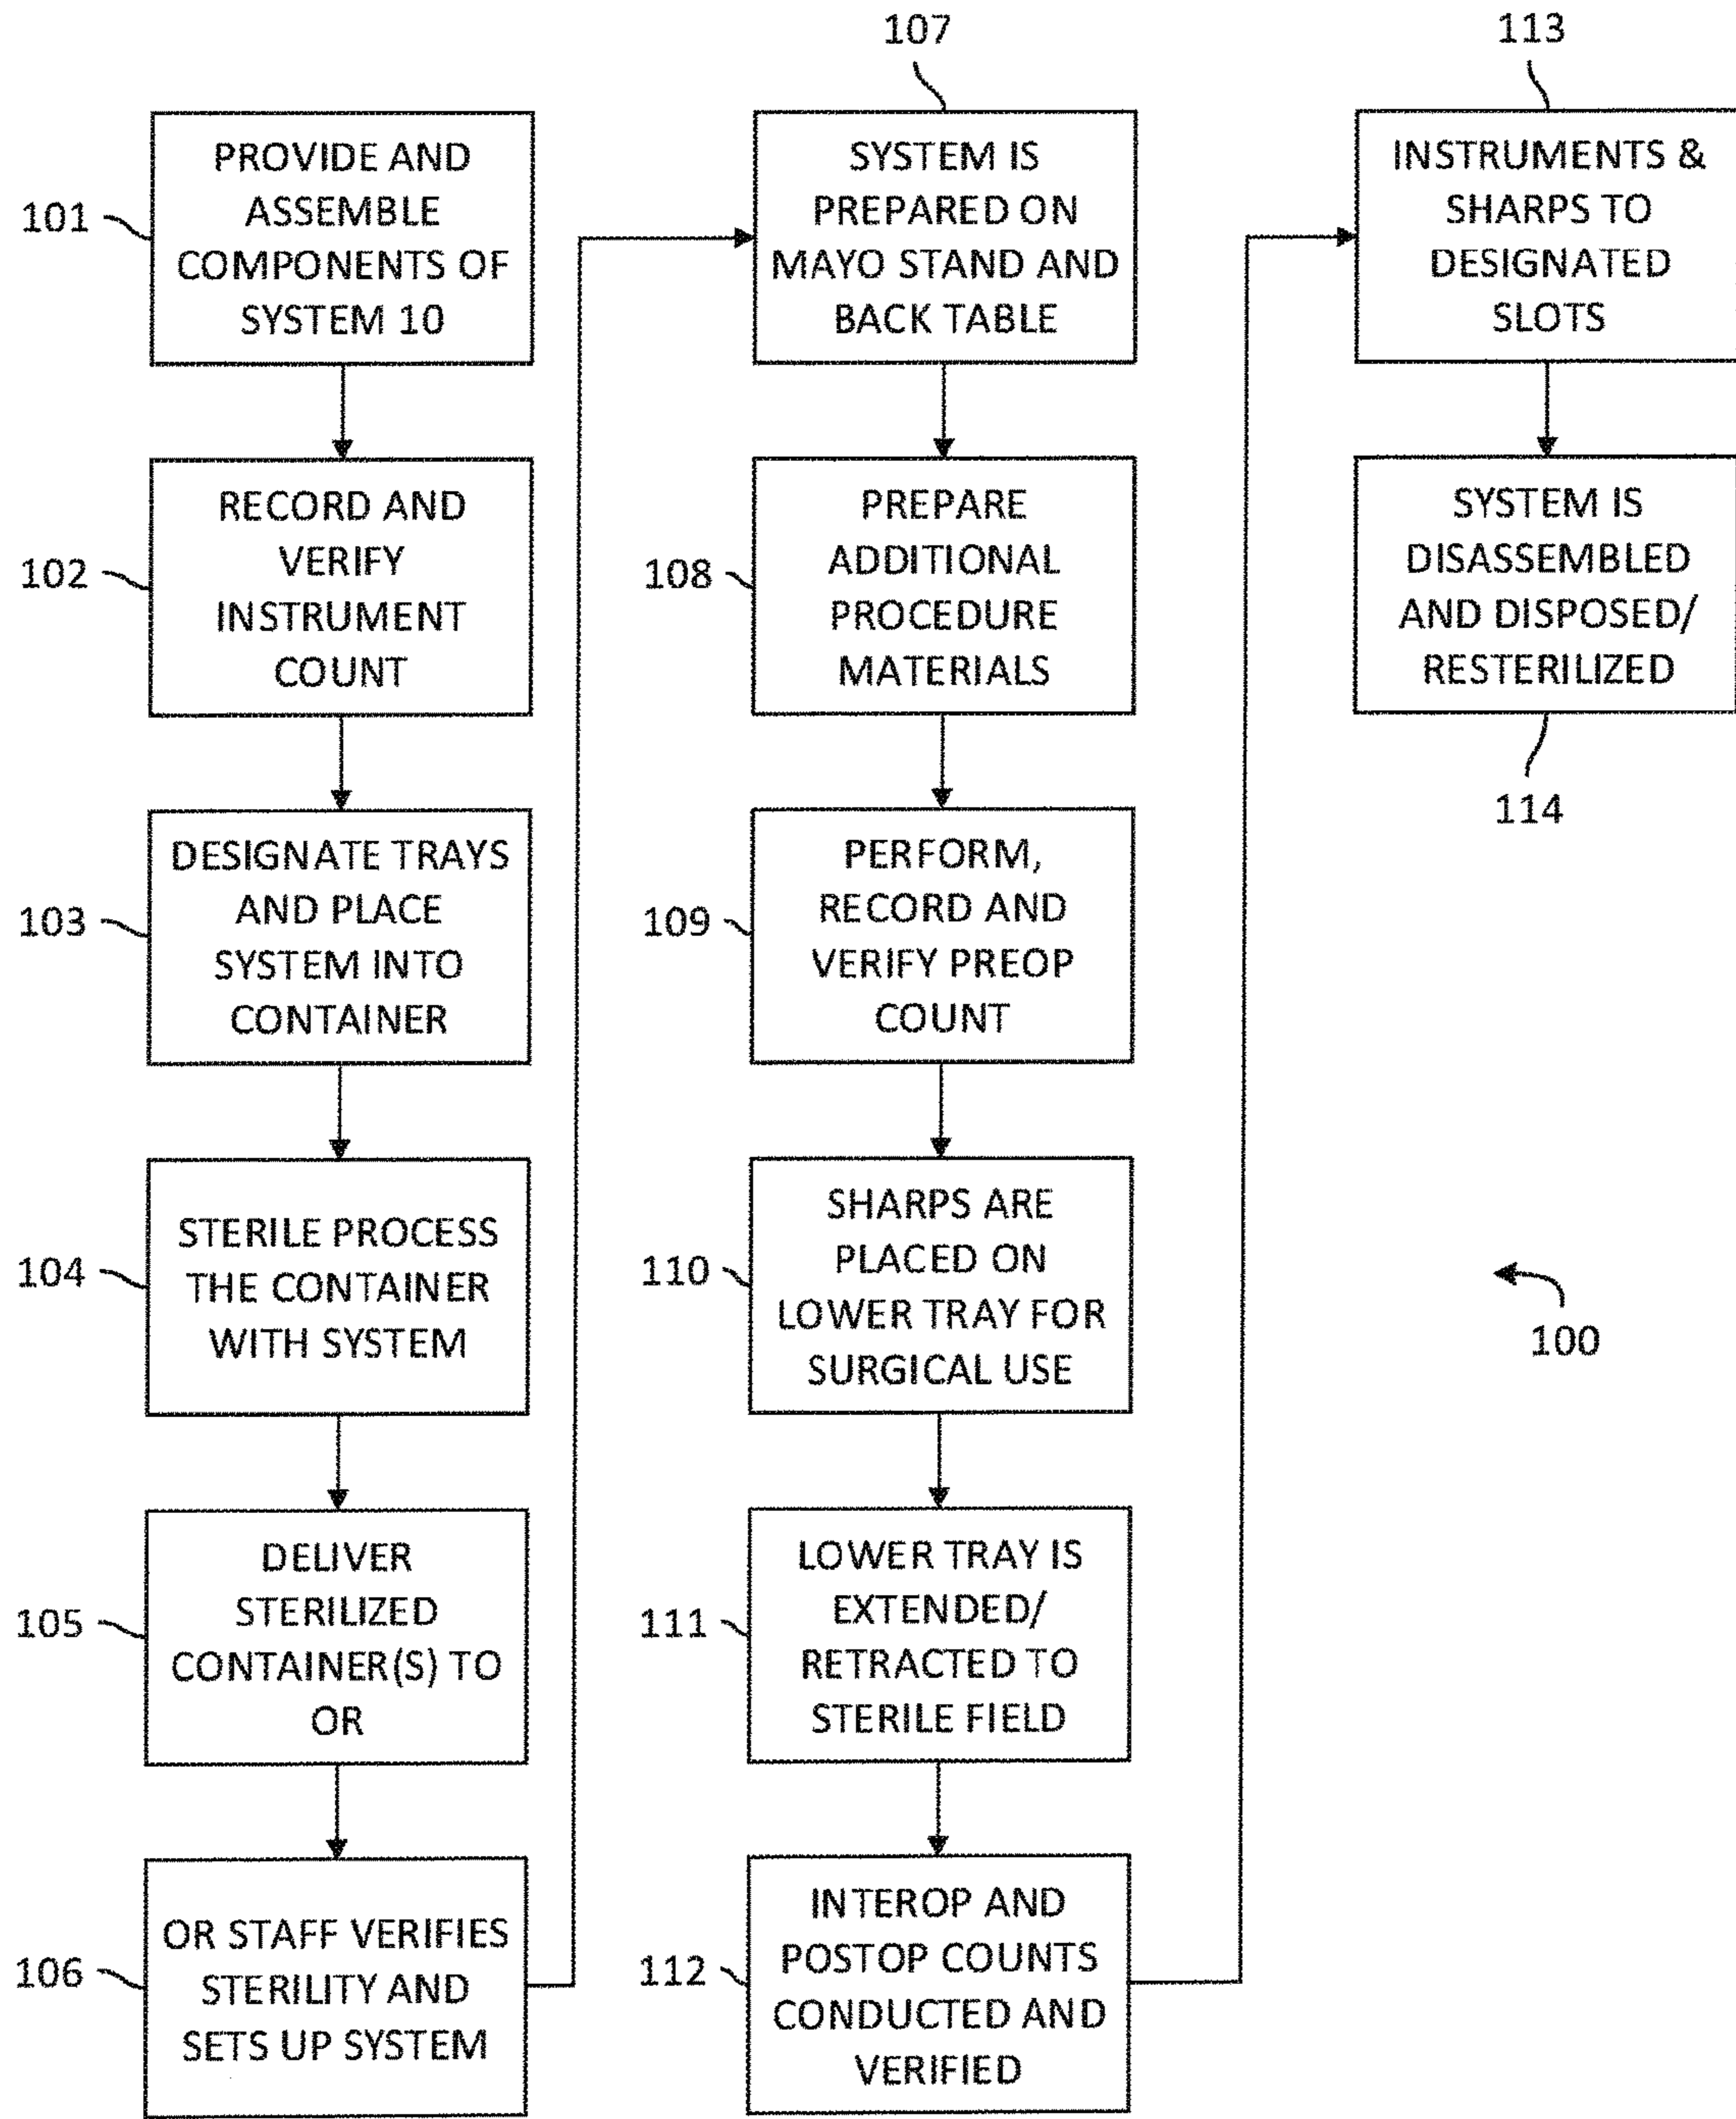 101
PROVIDE AND
ASSEMBLE
COMPONENTS OF
SYSTEM 10
102
RECORD AND
VERIFY
INSTRUMENT
COUNT
103
DESIGNATE TRAYS
AND PLACE
SYSTEM INTO
CONTAINER
104
STERILE PROCESS
THE CONTAINER
WITH SYSTEM
105
DELIVER
STERILIZED
CONTAINER(S) TO
OR
106
OR STAFF VERIFIES
STERILITY AND
SETS UP SYSTEM
107
SYSTEM IS
PREPARED ON
MAYO STAND AND
BACK TABLE
108
PREPARE
ADDITIONAL
PROCEDURE
MATERIALS
109
PERFORM,
RECORD AND
VERIFY PREOP
COUNT
110
SHARPS ARE
PLACED ON
LOWER TRAY FOR
SURGICAL USE
111
LOWER TRAY IS
EXTENDED/
RETRACTED TO
STERILE FIELD
112
INTEROP AND
POSTOP COUNTS
CONDUCTED AND
VERIFIED
113
INSTRUMENTS &
SHARPS TO
DESIGNATED
SLOTS
SYSTEM IS
DISASSEMBLED
AND DISPOSED/
RESTERILIZED
114
100